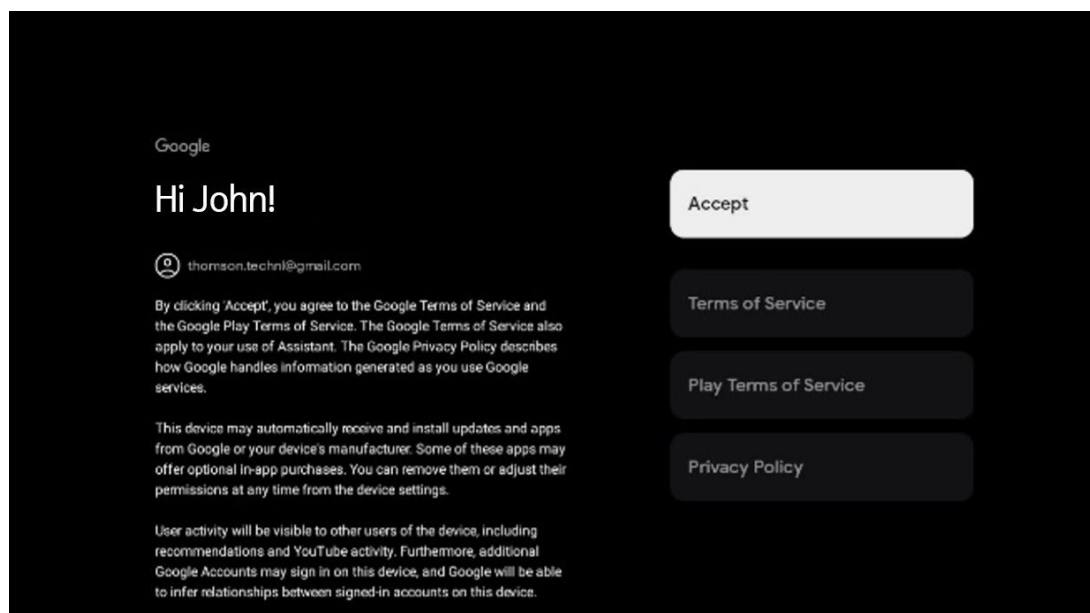 Google
Hi John!
thomson.technl@gmail.com
By clicking 'Accept', you agree to the Google Terms of Service and
the Google Play Terms of Service. The Google Terms of Service also
apply to your use of Assistant. The Google Privacy Policy describes
how Google handles information generated as you use Google
services.
This device may automatically receive and install updates and apps
from Google or your device's manufacturer. Some of these apps may
offer optional in-app purchases. You can remove them or adjust their
permissions at any time from the device settings.
User activity will be visible to other users of the device, including
recommendations and YouTube activity. Furthermore, additional
Google Accounts may sign in on this device, and Google will be able
to infer relationships between signed-in accounts on this device.
Accept
Terms of Service
Play Terms of Service
Privacy Policy